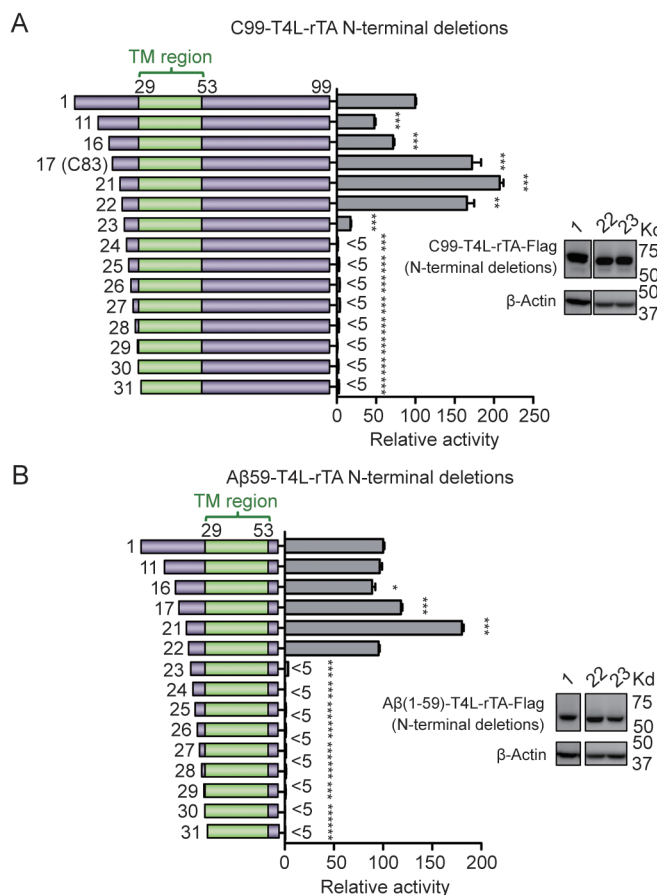 A
C99-T4L-rTA N-terminal deletions
TM region
29 53 99
1
11 ***
16 ***
17 (C83) ***
21 ***
22 **
23 ***
24 <5 ***
25 <5 ***
26 <5 ***
27 <5 ***
28 <5 ***
29 <5 ***
30 <5 ***
31 <5 ***
0 50 100 150 200 250
Relative activity
1 22 23 Kd
C99-T4L-rTA-Flag
(N-terminal deletions)
75
50
β-Actin
50
37
B
Aβ59-T4L-rTA N-terminal deletions
TM region
29 53
1
11
16 *
17 ***
21 ***
22
23 <5 ***
24 <5 ***
25 <5 ***
26 <5 ***
27 <5 ***
28 <5 ***
29 <5 ***
30 <5 ***
31 <5 ***
0 50 100 150 200
Relative activity
1 22 23 Kd
Aβ(1-59)-T4L-rTA-Flag
(N-terminal deletions)
75
50
β-Actin
50
37